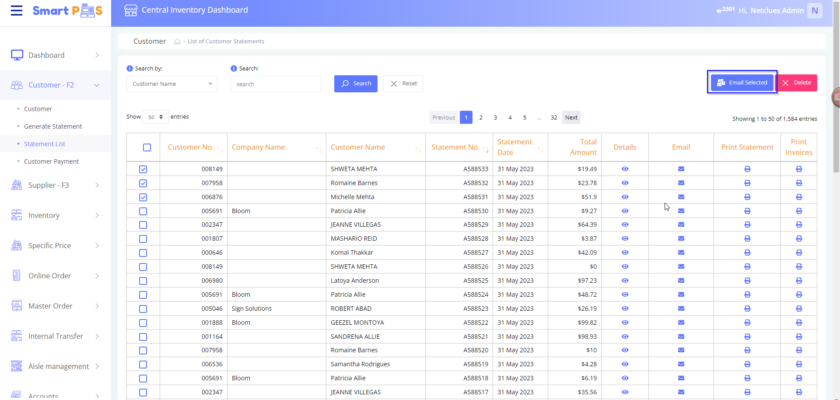 Smart P S
Central Inventory Dashboard
2301 Hi, Netclues Admin N
Customer - List of Customer Statements
Dashboard
Customer - F2
Customer
Generate Statement
Statement List
Customer Payment
Supplier - F3
Inventory
Specific Price
Online Order
Master Order
Internal Transfer
Aisle management
Accounts
Search by: Search:
Customer Name search Search Reset Email Selected Delete
Show 50 entries Previous 1 2 3 4 5 ... 32 Next Showing 1 to 50 of 1,584 entries
Customer No. Company Name Customer Name Statement No. Statement Date Total Amount Details Email Print Statement Print Invoices
008149 SHWETA MEHTA A588533 31 May 2023 $19.49
007958 Romaine Barnes A588532 31 May 2023 $23.78
006876 Michelle Mehta A588531 31 May 2023 $51.9
005691 Bloom Patricia Allie A588530 31 May 2023 $9.27
002347 JEANNE VILLEGAS A588529 31 May 2023 $64.39
001807 MASHARIO REID A588528 31 May 2023 $3.87
000646 Komal Thakkar A588527 31 May 2023 $42.09
008149 SHWETA MEHTA A588526 31 May 2023 $0
006980 Latoya Anderson A588525 31 May 2023 $97.23
005691 Bloom Patricia Allie A588524 31 May 2023 $48.72
005046 Sign Solutions ROBERT ABAD A588523 31 May 2023 $26.19
001888 Bloom GEEZEL MONTOYA A588522 31 May 2023 $99.82
001164 SANDRENA ALLIE A588521 31 May 2023 $98.93
007958 Romaine Barnes A588520 31 May 2023 $10
006536 Samantha Rodrigues A588519 31 May 2023 $4.28
005691 Bloom Patricia Allie A588518 31 May 2023 $6.19
002347 JEANNE VILLEGAS A588517 31 May 2023 $35.56